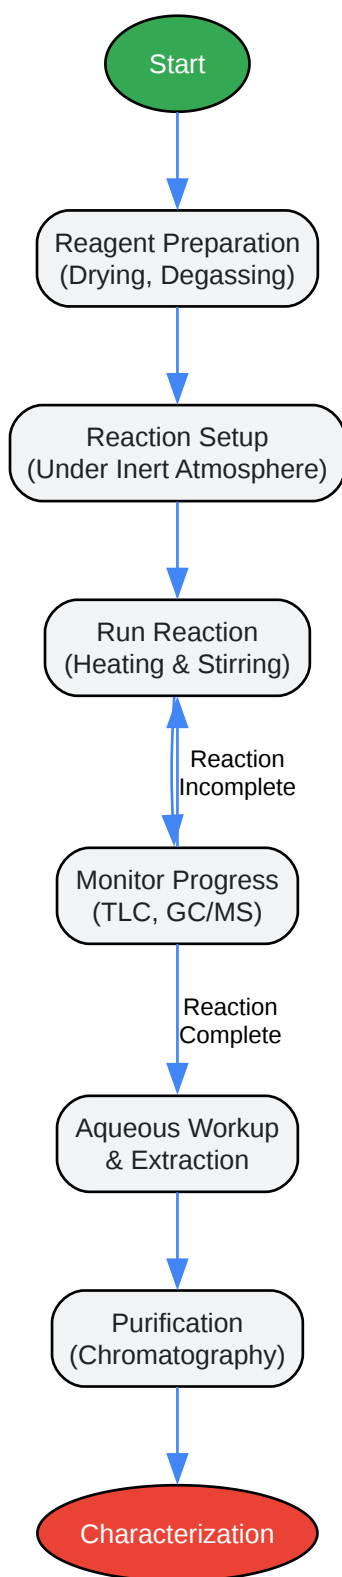 Start
Reagent Preparation
(Drying, Degassing)
Reaction Setup
(Under Inert Atmosphere)
Run Reaction
(Heating & Stirring)
Reaction
Incomplete
Monitor Progress
(TLC, GC/MS)
Reaction
Complete
Aqueous Workup
& Extraction
Purification
(Chromatography)
Characterization